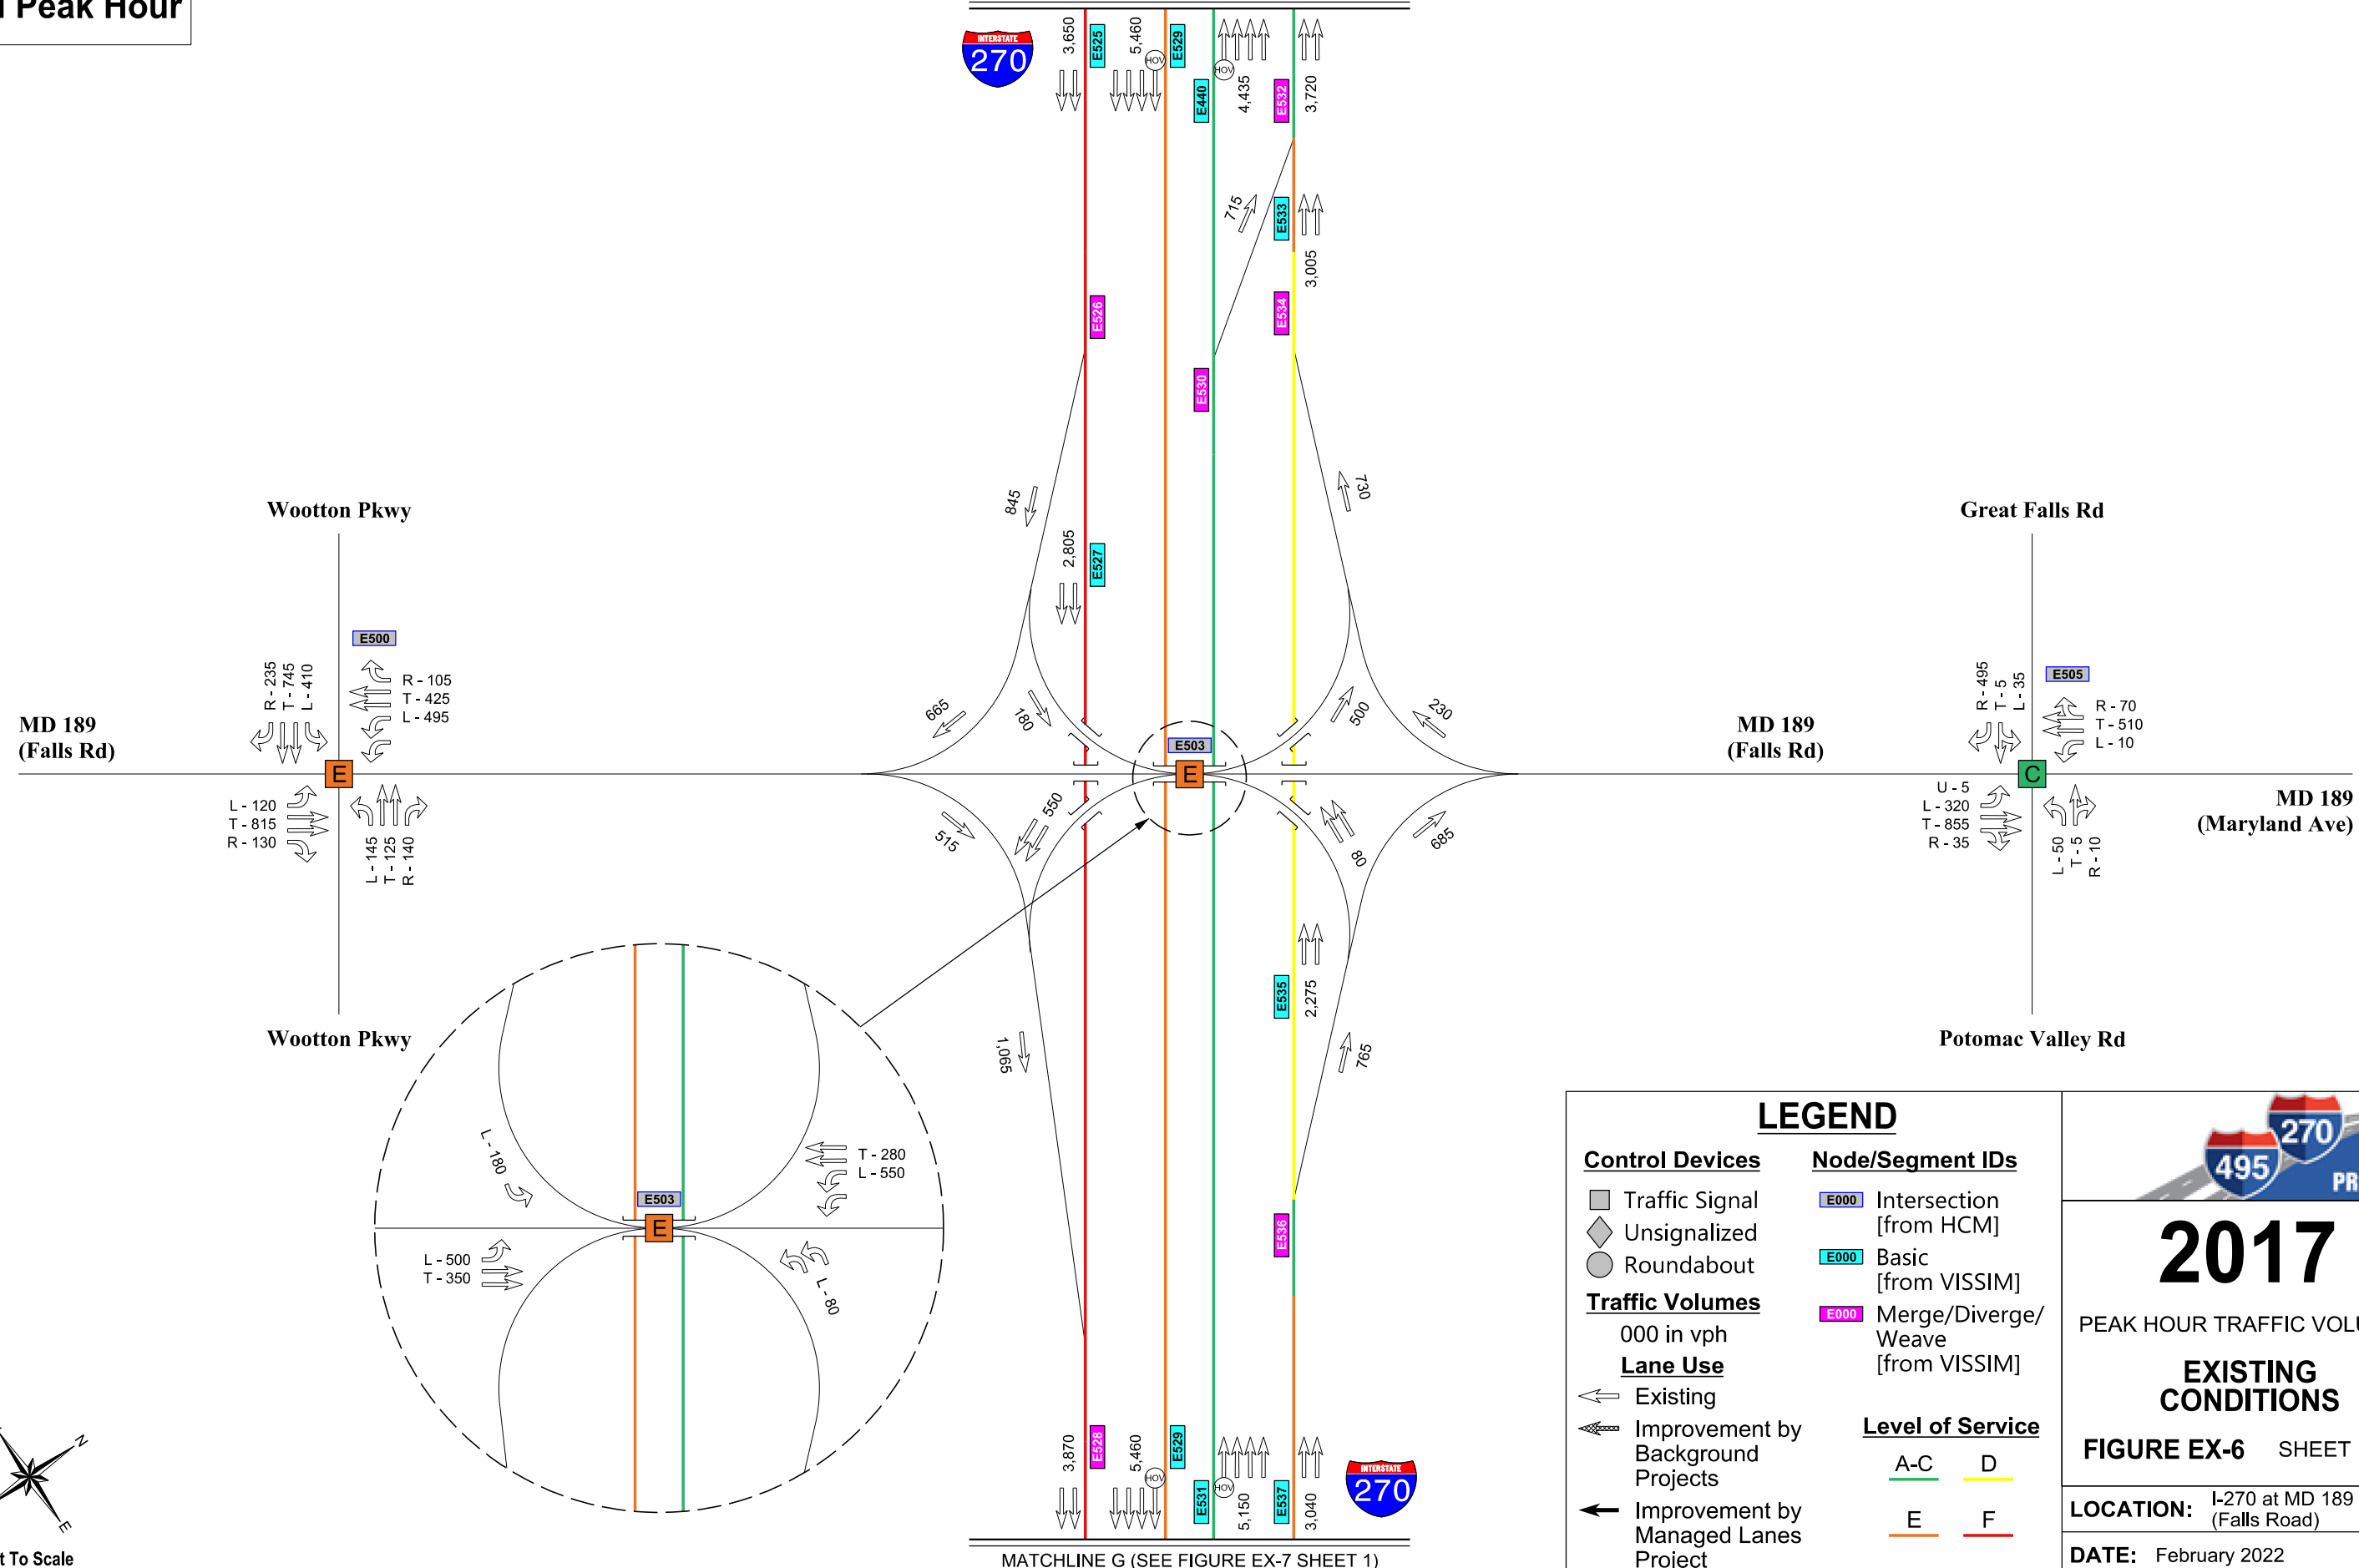 Peak Hour
INTERSTATE
270
3,650
E525
5,460
HOV
E529
E440
HOV
4,435
E532
3,720
715
E533
3,005
E526
E534
E530
845
2,805
E527
730
Wootton Pkwy
E500
R - 235
T - 745
L - 410
R - 105
T - 425
L - 495
MD 189
(Falls Rd)
E
L - 120
T - 815
R - 130
L - 145
T - 125
R - 140
Wootton Pkwy
665
180
E503
E
500
230
515
550
80
685
MD 189
(Falls Rd)
Great Falls Rd
E505
R - 495
T - 5
L - 35
R - 70
T - 510
L - 10
C
U - 5
L - 320
T - 855
R - 35
L - 50
T - 5
R - 10
MD 189
(Maryland Ave)
Potomac Valley Rd
1,065
E535
2,275
765
E536
L - 180
T - 280
L - 550
E503
E
L - 500
T - 350
L - 80
3,870
E528
5,460
HOV
E529
E531
HOV
5,150
E537
3,040
INTERSTATE
270
MATCHLINE G (SEE FIGURE EX-7 SHEET 1)
N
E
t To Scale
LEGEND
Control Devices
Traffic Signal
Unsignalized
Roundabout
Traffic Volumes
000 in vph
Lane Use
Existing
Improvement by
Background
Projects
Improvement by
Managed Lanes
Project
Node/Segment IDs
E000 Intersection
[from HCM]
E000 Basic
[from VISSIM]
E000 Merge/Diverge/
Weave
[from VISSIM]
Level of Service
A-C D
E F
495
270
PR
2017
PEAK HOUR TRAFFIC VOLU
EXISTING
CONDITIONS
FIGURE EX-6 SHEET
LOCATION: I-270 at MD 189
(Falls Road)
DATE: February 2022